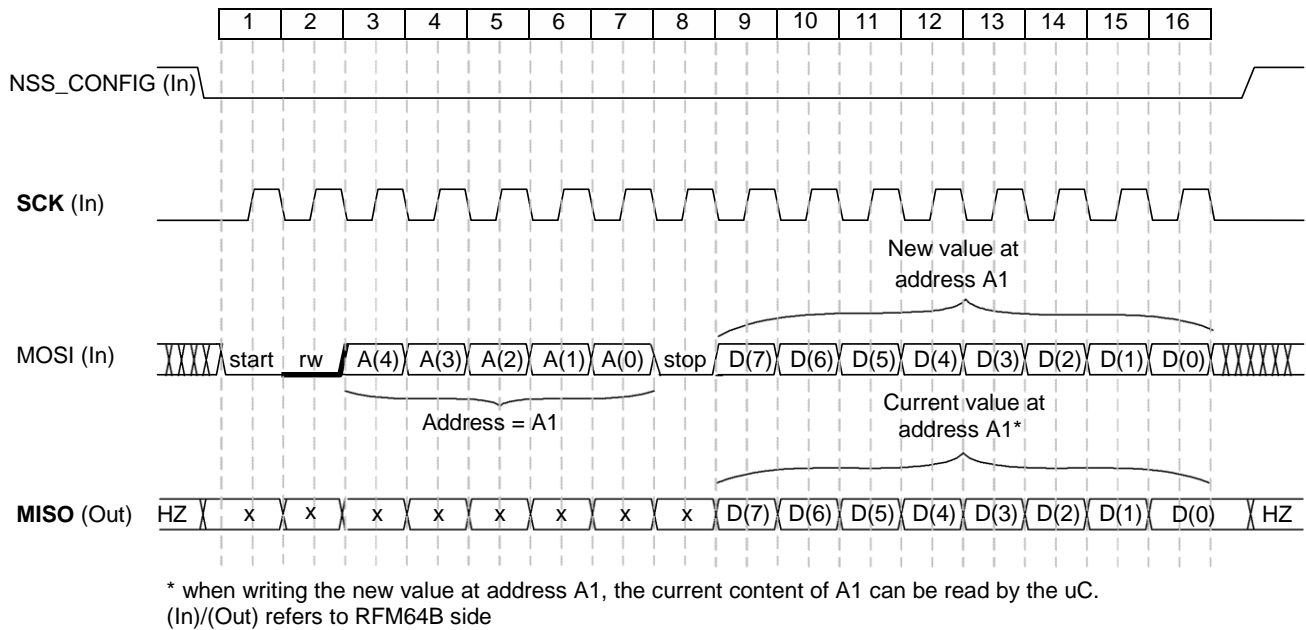 1 2 3 4 5 6 7 8 9 10 11 12 13 14 15 16
NSS_CONFIG (In)
SCK (In)
New value at
address A1
MOSI (In) start rw A(4) A(3) A(2) A(1) A(0) stop D(7) D(6) D(5) D(4) D(3) D(2) D(1) D(0)
Address = A1
Current value at
address A1*
MISO (Out) HZ x x x x x x x x D(7) D(6) D(5) D(4) D(3) D(2) D(1) D(0) HZ
* when writing the new value at address A1, the current content of A1 can be read by the uC.
(In)/(Out) refers to RFM64B side